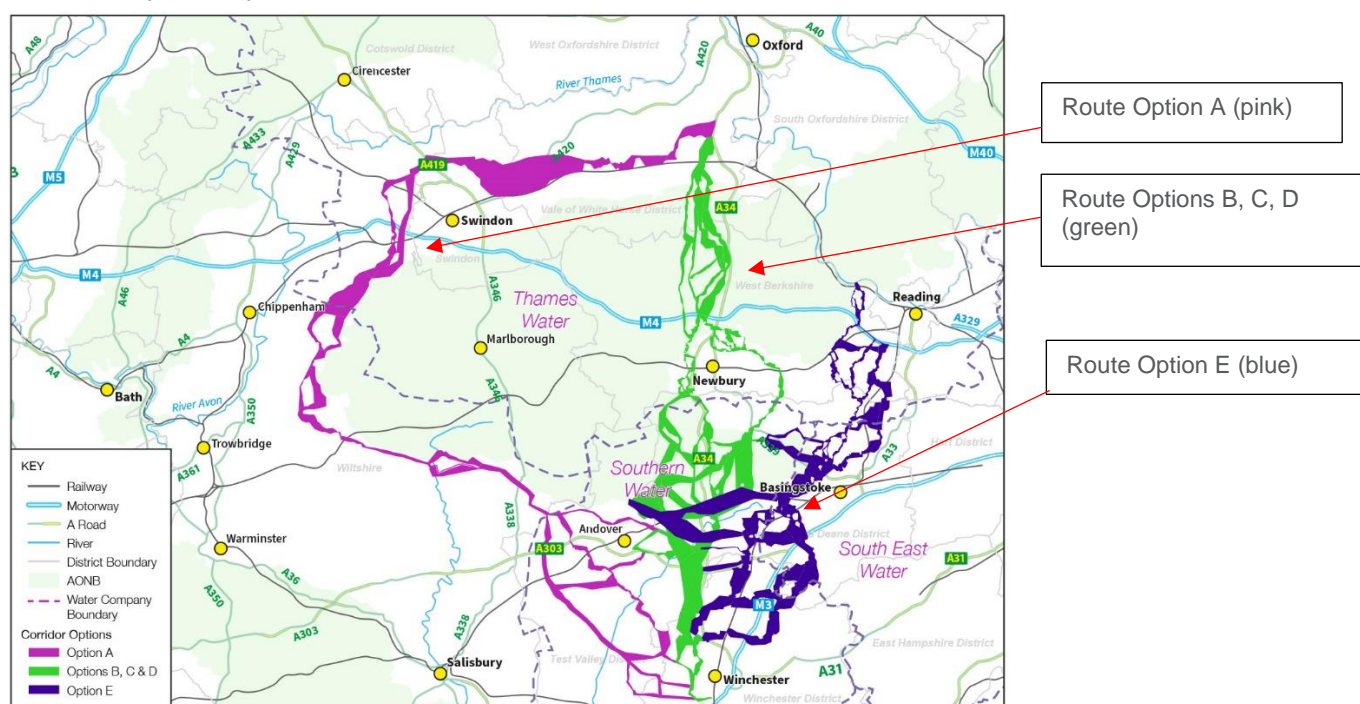 Oxford
A40
A420
West Oxfordshire District
Cotswold District
A48
Cirencester
River Thames
South Oxfordshire District
A433
A429
A420
M40
M5
A419
Vale of White Horse District
A34
Swindon
Swindon
M4
A46
A346
Thames
Water
West Berkshire
Reading
Chippenham
M4
A329
A4
Marlborough
A4
Bath
A346
Newbury
River Avon
A350
Trowbridge
A33
Hart District
A361
Wiltshire
A34
Southern
Water
Basingstoke
A338
Andover
Deane District
South East
Water
A303
Warminster
A36
A31
A350
M3
A303
A338
East Hampshire District
Test Valley District
A31
Salisbury
Winchester
Winchester District
KEY
Railway
Motorway
A Road
River
District Boundary
AONB
Water Company
Boundary
Corridor Options
Option A
Options B, C & D
Option E
Route Option A (pink)
Route Options B, C, D
(green)
Route Option E (blue)